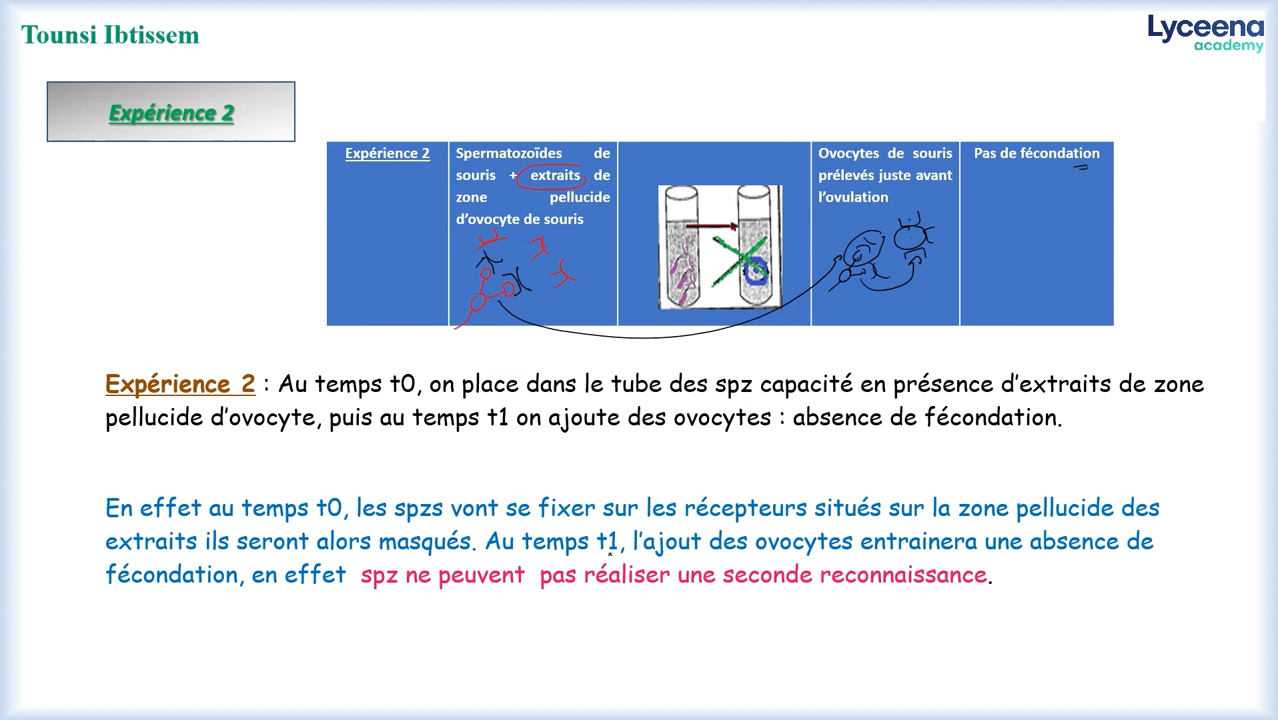 Tounsi Ibtissem
Lyceena
academy
Expérience 2
Expérience 2
Spermatozoïdes de
souris + extraits de
zone pellucide
d'ovocyte de souris
Ovocytes de souris
prélevés juste avant
l'ovulation
Pas de fécondation
Expérience 2 : Au temps t0, on place dans le tube des spz capacité en présence d'extraits de zone
pellucide d'ovocyte, puis au temps t1 on ajoute des ovocytes : absence de fécondation.
En effet au temps t0, les spzs vont se fixer sur les récepteurs situés sur la zone pellucide des
extraits ils seront alors masqués. Au temps t1, l'ajout des ovocytes entrainera une absence de
fécondation, en effet spz ne peuvent pas réaliser une seconde reconnaissance.